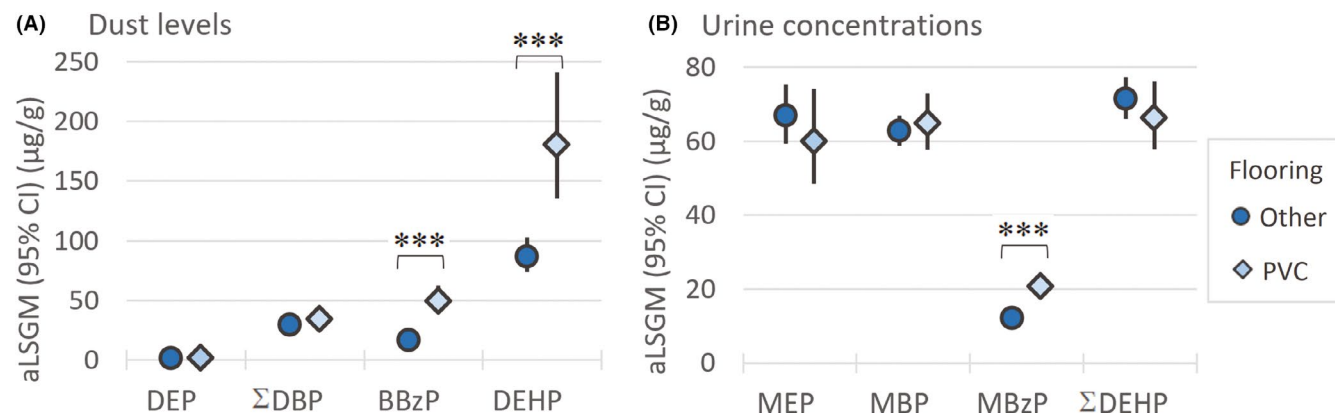 (A) Dust levels
aLSGM (95% CI) (µg/g)
250
200
150
100
50
0
***
***
DEP ΣDBP BBzP DEHP
(B) Urine concentrations
aLSGM (95% CI) (µg/g)
80
60
40
20
0
***
MEP MBP MBzP ΣDEHP
Flooring
Other
PVC